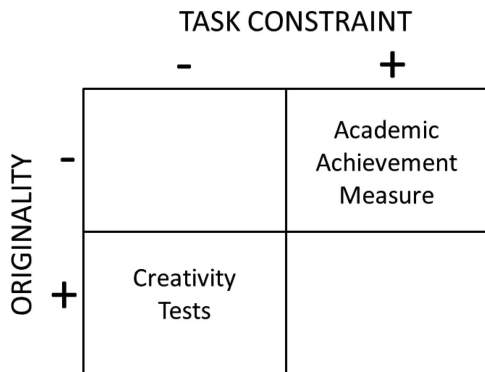 TASK CONSTRAINT
- +
ORIGINALITY
-
Academic
Achievement
Measure
+
Creativity
Tests